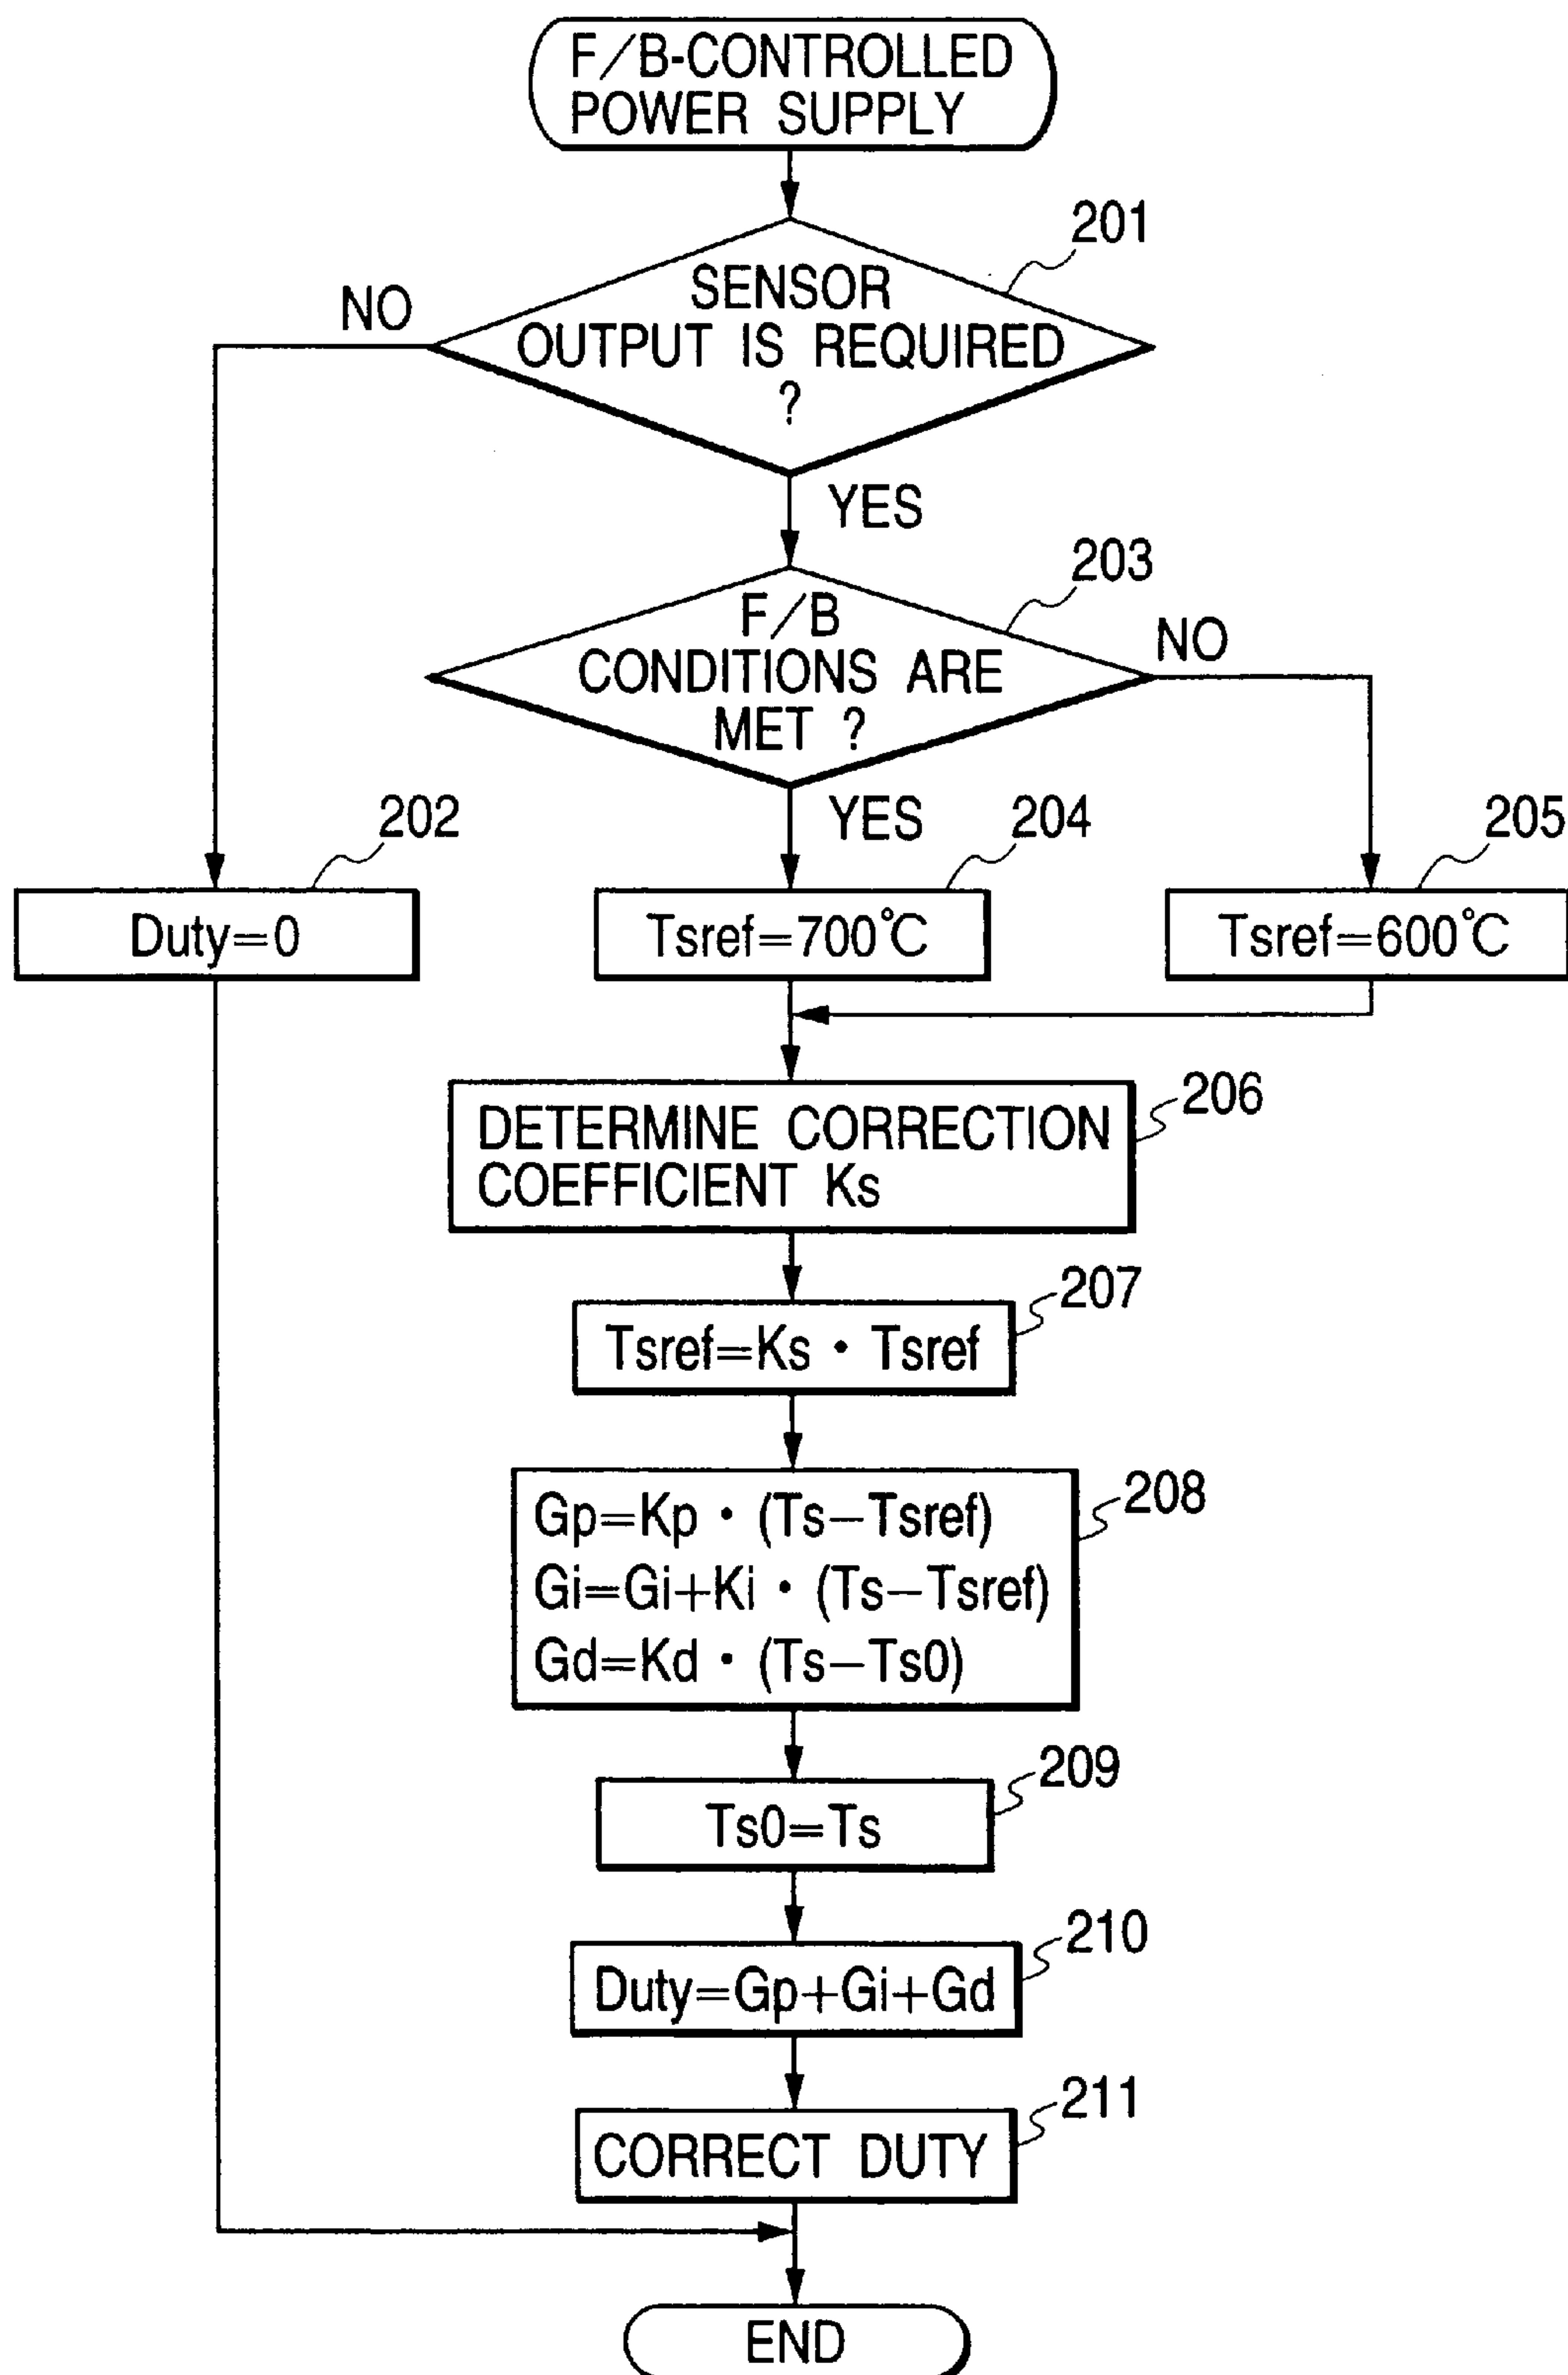 F/B-CONTROLLED
POWER SUPPLY
201
SENSOR
OUTPUT IS REQUIRED
?
NO
YES
203
F/B
CONDITIONS ARE
MET ?
NO
YES
202
Duty=0
204
Tsref=700°C
205
Tsref=600°C
206
DETERMINE CORRECTION
COEFFICIENT Ks
207
Tsref=Ks · Tsref
208
Gp=Kp · (Ts−Tsref)
Gi=Gi+Ki · (Ts−Tsref)
Gd=Kd · (Ts−Ts0)
209
Ts0=Ts
210
Duty=Gp+Gi+Gd
211
CORRECT DUTY
END